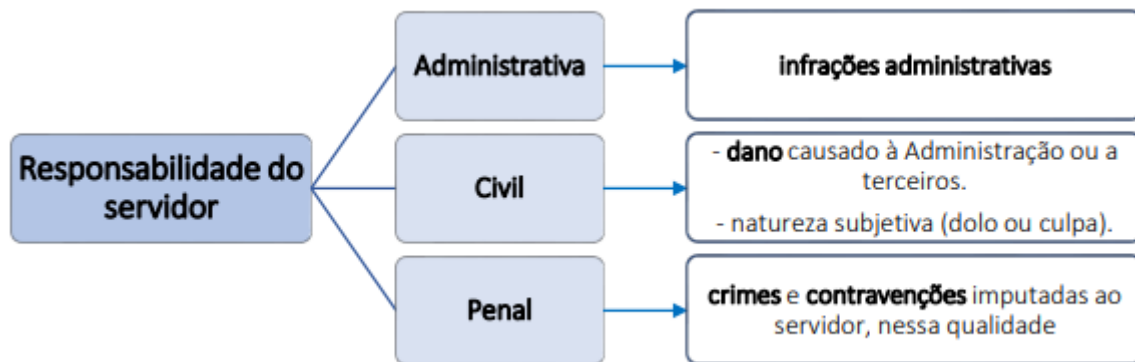 Responsabilidade do
servidor
Administrativa
infrações administrativas
Civil
- dano causado à Administração ou a
terceiros.
- natureza subjetiva (dolo ou culpa).
Penal
crimes e contravenções imputadas ao
servidor, nessa qualidade